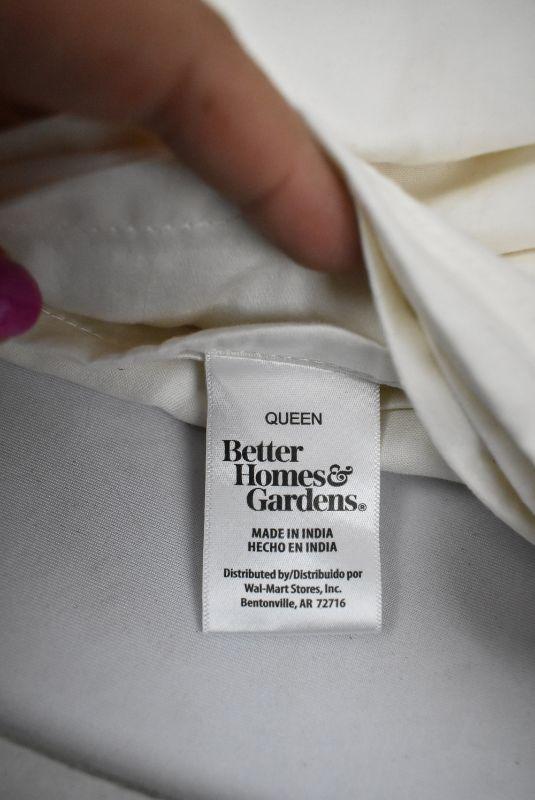 QUEEN
Better
Homes&
Gardens®
MADE IN INDIA
HECHO EN INDIA
Distributed by/Distribuido por
Wal-Mart Stores, Inc.
Bentonville, AR 72716